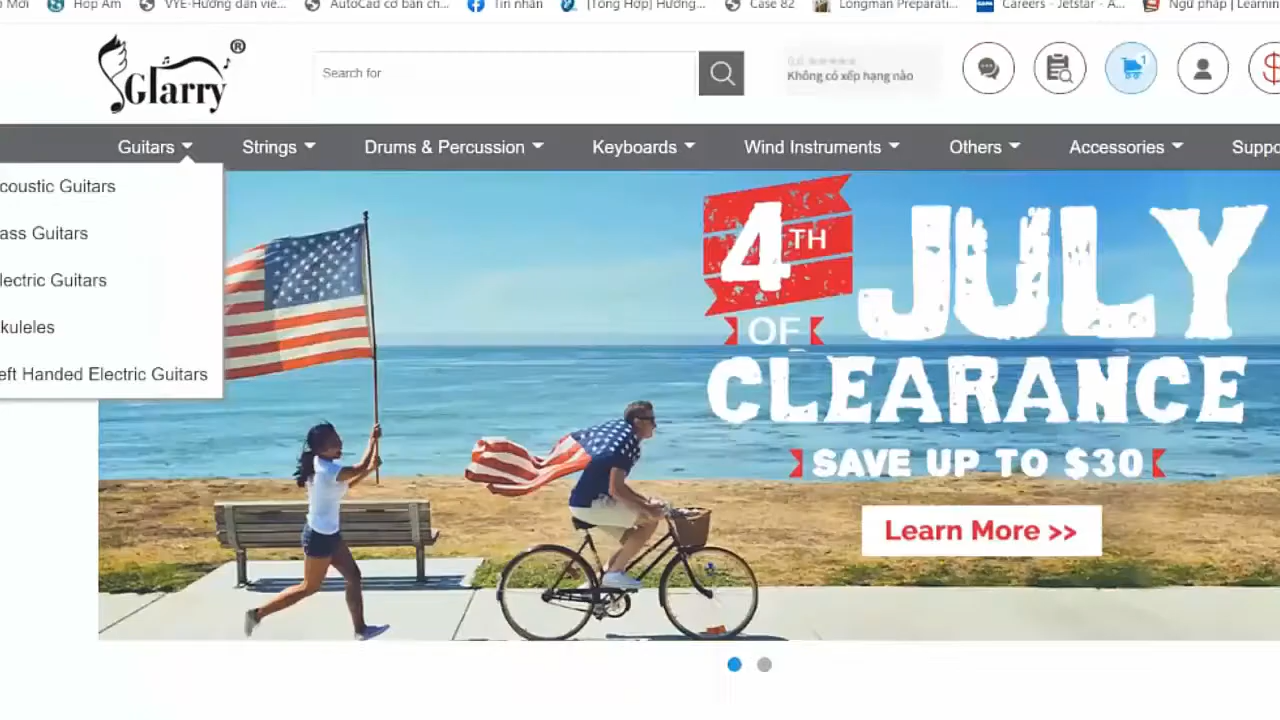 Hợp Âm
VYE-Hướng dẫn viê...
AutoCad cơ bản ch...
Tin nhắn
[Tổng Hợp] Hướng...
Case 82
Longman Preparati...
Careers - Jetstar - A...
Ngữ pháp | Learnin
Glarry®
Search for
0.0 ★★★★★
Không có xếp hạng nào
1
Guitars
Strings
Drums & Percussion
Keyboards
Wind Instruments
Others
Accessories
Suppo
coustic Guitars
ass Guitars
lectric Guitars
kuleles
eft Handed Electric Guitars
4TH
OF
JULY
CLEARANCE
SAVE UP TO $30
Learn More >>